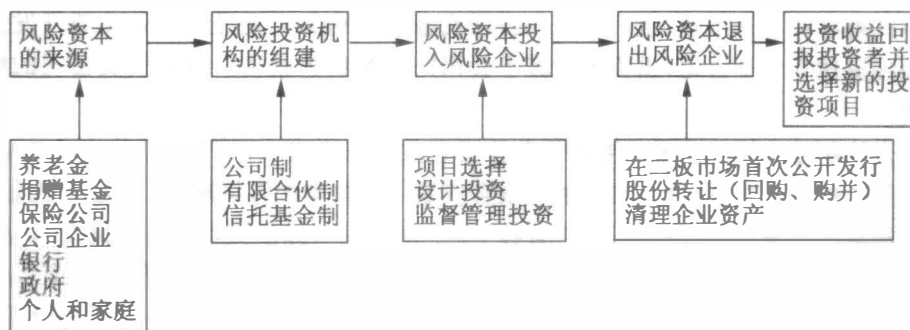 风险资本
的来源
风险投资机
构的组建
风险资本投
入风险企业
风险资本退
出风险企业
投资收益回
报投资者并
选择新的投
资项目
养老金
捐赠基金
保险公司
公司企业
银行
政府
个人和家庭
公司制
有限合伙制
信托基金制
项目选择
设计投资
监督管理投资
在二板市场首次公开发行
股份转让（回购、购并）
清理企业资产